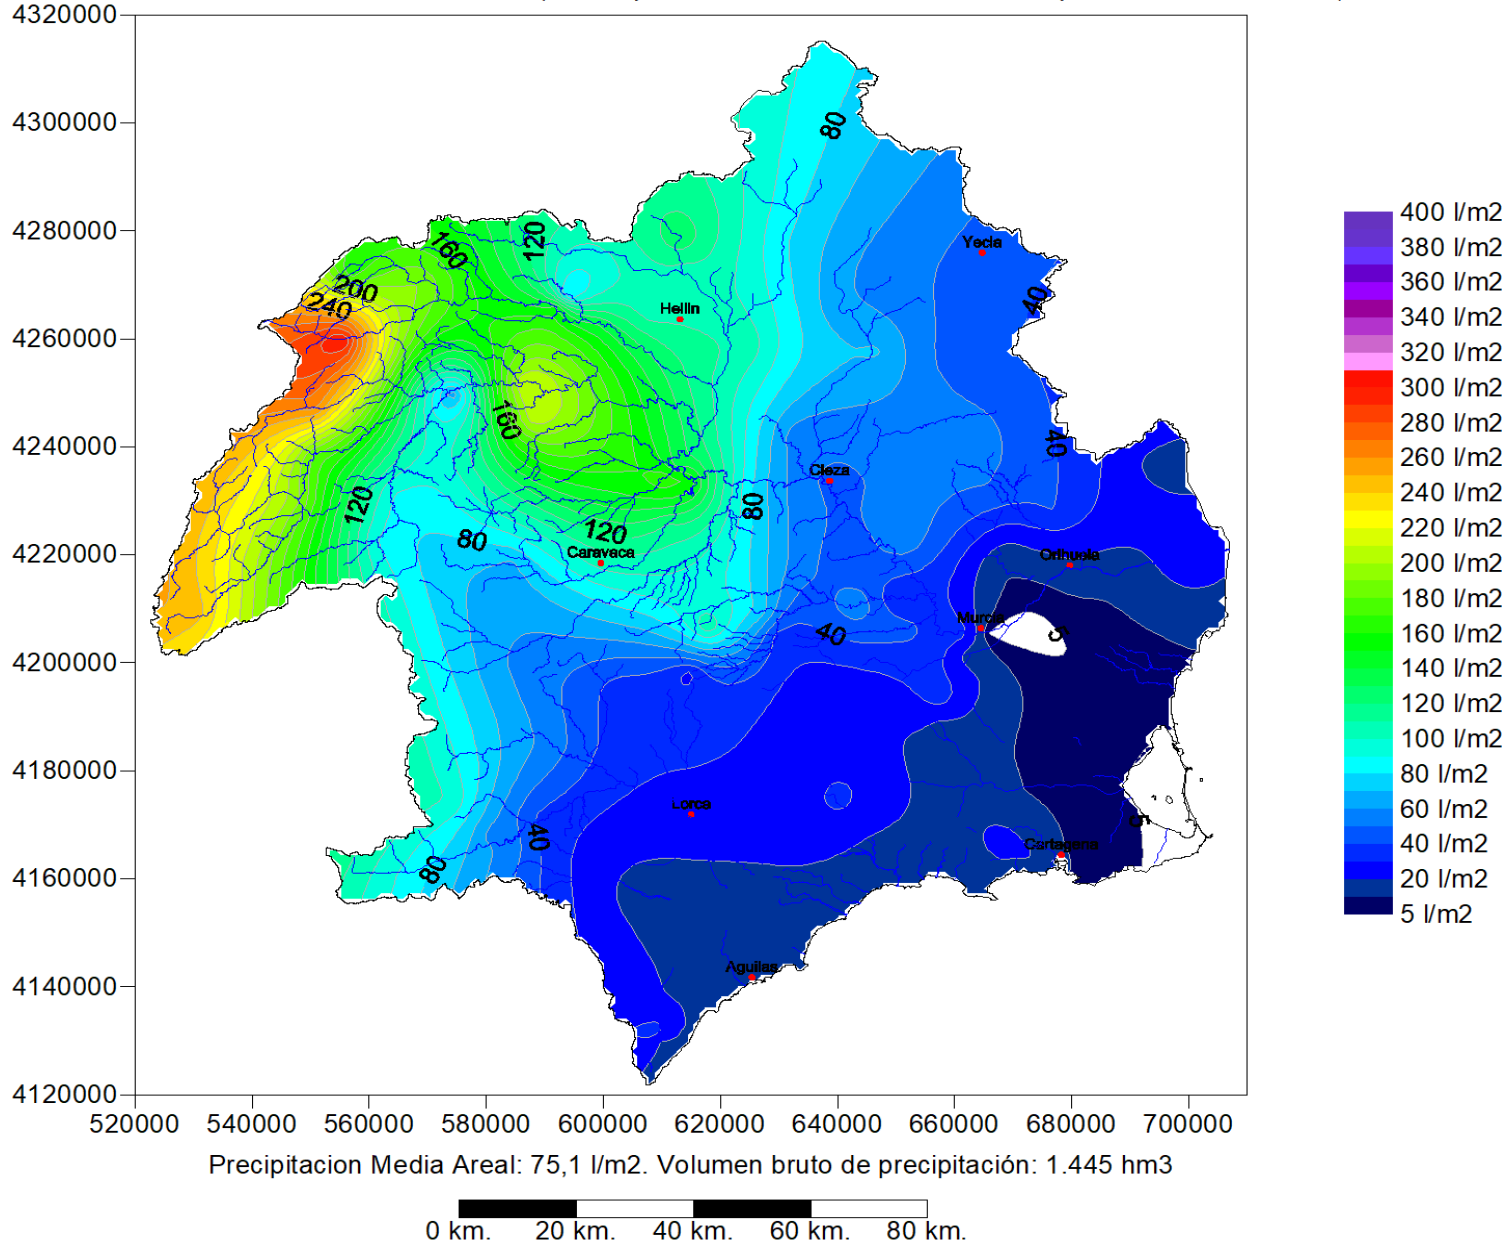 4320000
4300000
80
4280000
160
120
Yecla
400 l/m2
380 l/m2
360 l/m2
340 l/m2
320 l/m2
300 l/m2
280 l/m2
260 l/m2
240 l/m2
220 l/m2
200 l/m2
180 l/m2
160 l/m2
140 l/m2
120 l/m2
100 l/m2
80 l/m2
60 l/m2
40 l/m2
20 l/m2
5 l/m2
200
240
Hellin
40
4260000
160
4240000
40
Cieza
120
80
80
120
Caravaca
4220000
Orihuela
Murcia
5
40
4200000
4180000
Lorca
40
5
Cartagena
80
4160000
Aguilas
4140000
4120000
520000 540000 560000 580000 600000 620000 640000 660000 680000 700000
Precipitacion Media Areal: 75,1 l/m2. Volumen bruto de precipitación: 1.445 hm3
0 km. 20 km. 40 km. 60 km. 80 km.